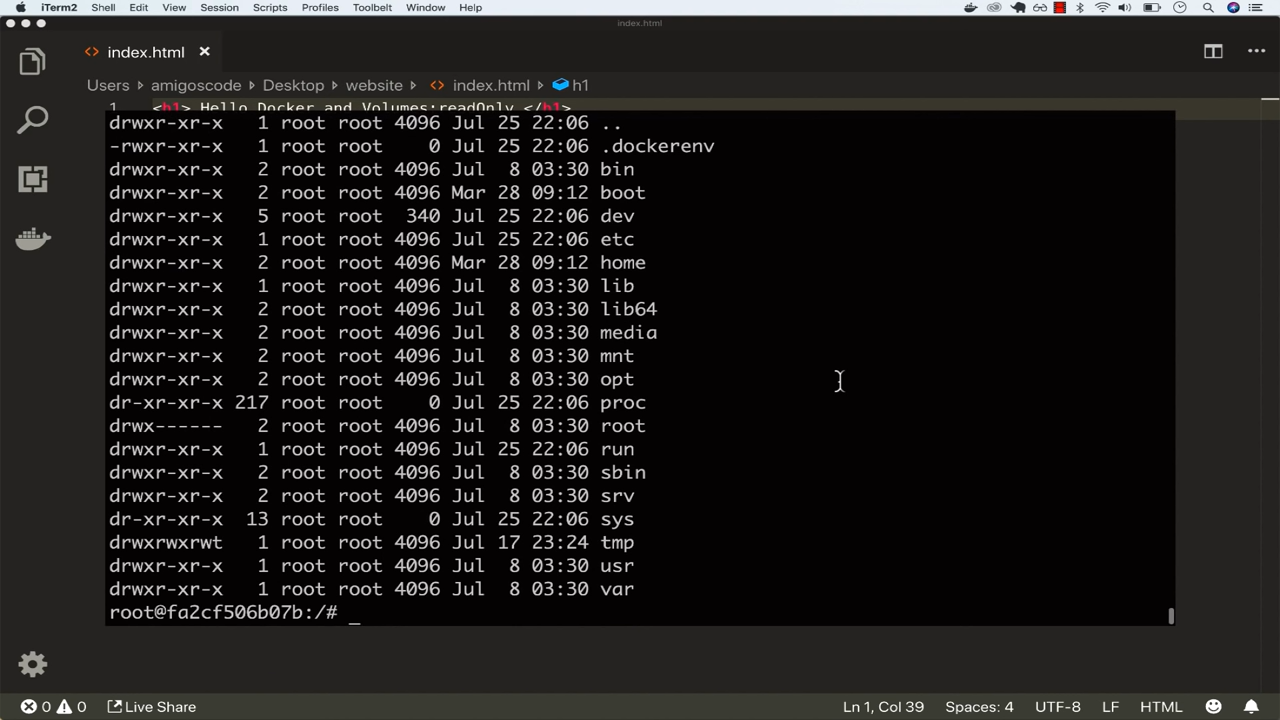 iTerm2 Shell Edit View Session Scripts Profiles Toolbelt Window Help
index.html
<> index.html ×
Users › amigoscode › Desktop › website › <> index.html › h1
1 <h1> Hello Docker and Volumes:readOnly </h1>
drwxr-xr-x 1 root root 4096 Jul 25 22:06 ..
-rwxr-xr-x 1 root root 0 Jul 25 22:06 .dockerenv
drwxr-xr-x 2 root root 4096 Jul 8 03:30 bin
drwxr-xr-x 2 root root 4096 Mar 28 09:12 boot
drwxr-xr-x 5 root root 340 Jul 25 22:06 dev
drwxr-xr-x 1 root root 4096 Jul 25 22:06 etc
drwxr-xr-x 2 root root 4096 Mar 28 09:12 home
drwxr-xr-x 1 root root 4096 Jul 8 03:30 lib
drwxr-xr-x 2 root root 4096 Jul 8 03:30 lib64
drwxr-xr-x 2 root root 4096 Jul 8 03:30 media
drwxr-xr-x 2 root root 4096 Jul 8 03:30 mnt
drwxr-xr-x 2 root root 4096 Jul 8 03:30 opt
dr-xr-xr-x 217 root root 0 Jul 25 22:06 proc
drwx------ 2 root root 4096 Jul 8 03:30 root
drwxr-xr-x 1 root root 4096 Jul 25 22:06 run
drwxr-xr-x 2 root root 4096 Jul 8 03:30 sbin
drwxr-xr-x 2 root root 4096 Jul 8 03:30 srv
dr-xr-xr-x 13 root root 0 Jul 25 22:06 sys
drwxrwxrwt 1 root root 4096 Jul 17 23:24 tmp
drwxr-xr-x 1 root root 4096 Jul 8 03:30 usr
drwxr-xr-x 1 root root 4096 Jul 8 03:30 var
root@fa2cf506b07b:/# _
0 0 Live Share Ln 1, Col 39 Spaces: 4 UTF-8 LF HTML